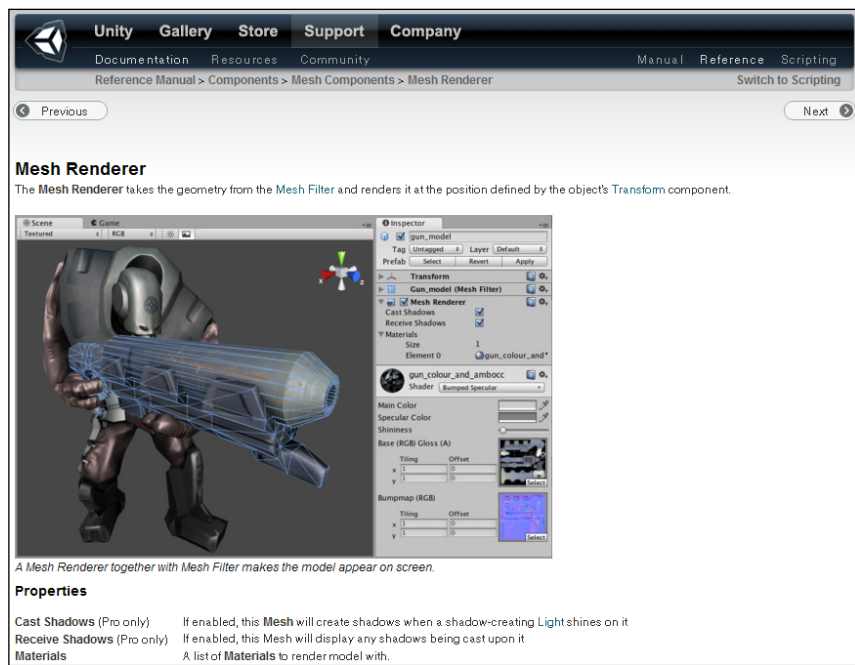 Unity Gallery Store Support Company
Documentation Resources Community Manual Reference Scripting
Reference Manual > Components > Mesh Components > Mesh Renderer Switch to Scripting
Previous Next
Mesh Renderer
The Mesh Renderer takes the geometry from the Mesh Filter and renders it at the position defined by the object's Transform component.
Scene Game
Textured RGB
y
x z
Inspector
gun_model
Tag Untagged Layer Default
Prefab Select Revert Apply
Transform
Gun_model (Mesh Filter)
Mesh Renderer
Cast Shadows
Receive Shadows
Materials
Size 1
Element 0 gun_colour_and*
gun_colour_and_ambocc
Shader Bumped Specular
Main Color
Specular Color
Shininess
Base (RGB) Gloss (A)
Tiling Offset
x 1 0
y 1 0
Select
Bumpmap (RGB)
Tiling Offset
x 1 0
y 1 0
Select
A Mesh Renderer together with Mesh Filter makes the model appear on screen.
Properties
Cast Shadows (Pro only) If enabled, this Mesh will create shadows when a shadow-creating Light shines on it
Receive Shadows (Pro only) If enabled, this Mesh will display any shadows being cast upon it
Materials A list of Materials to render model with.